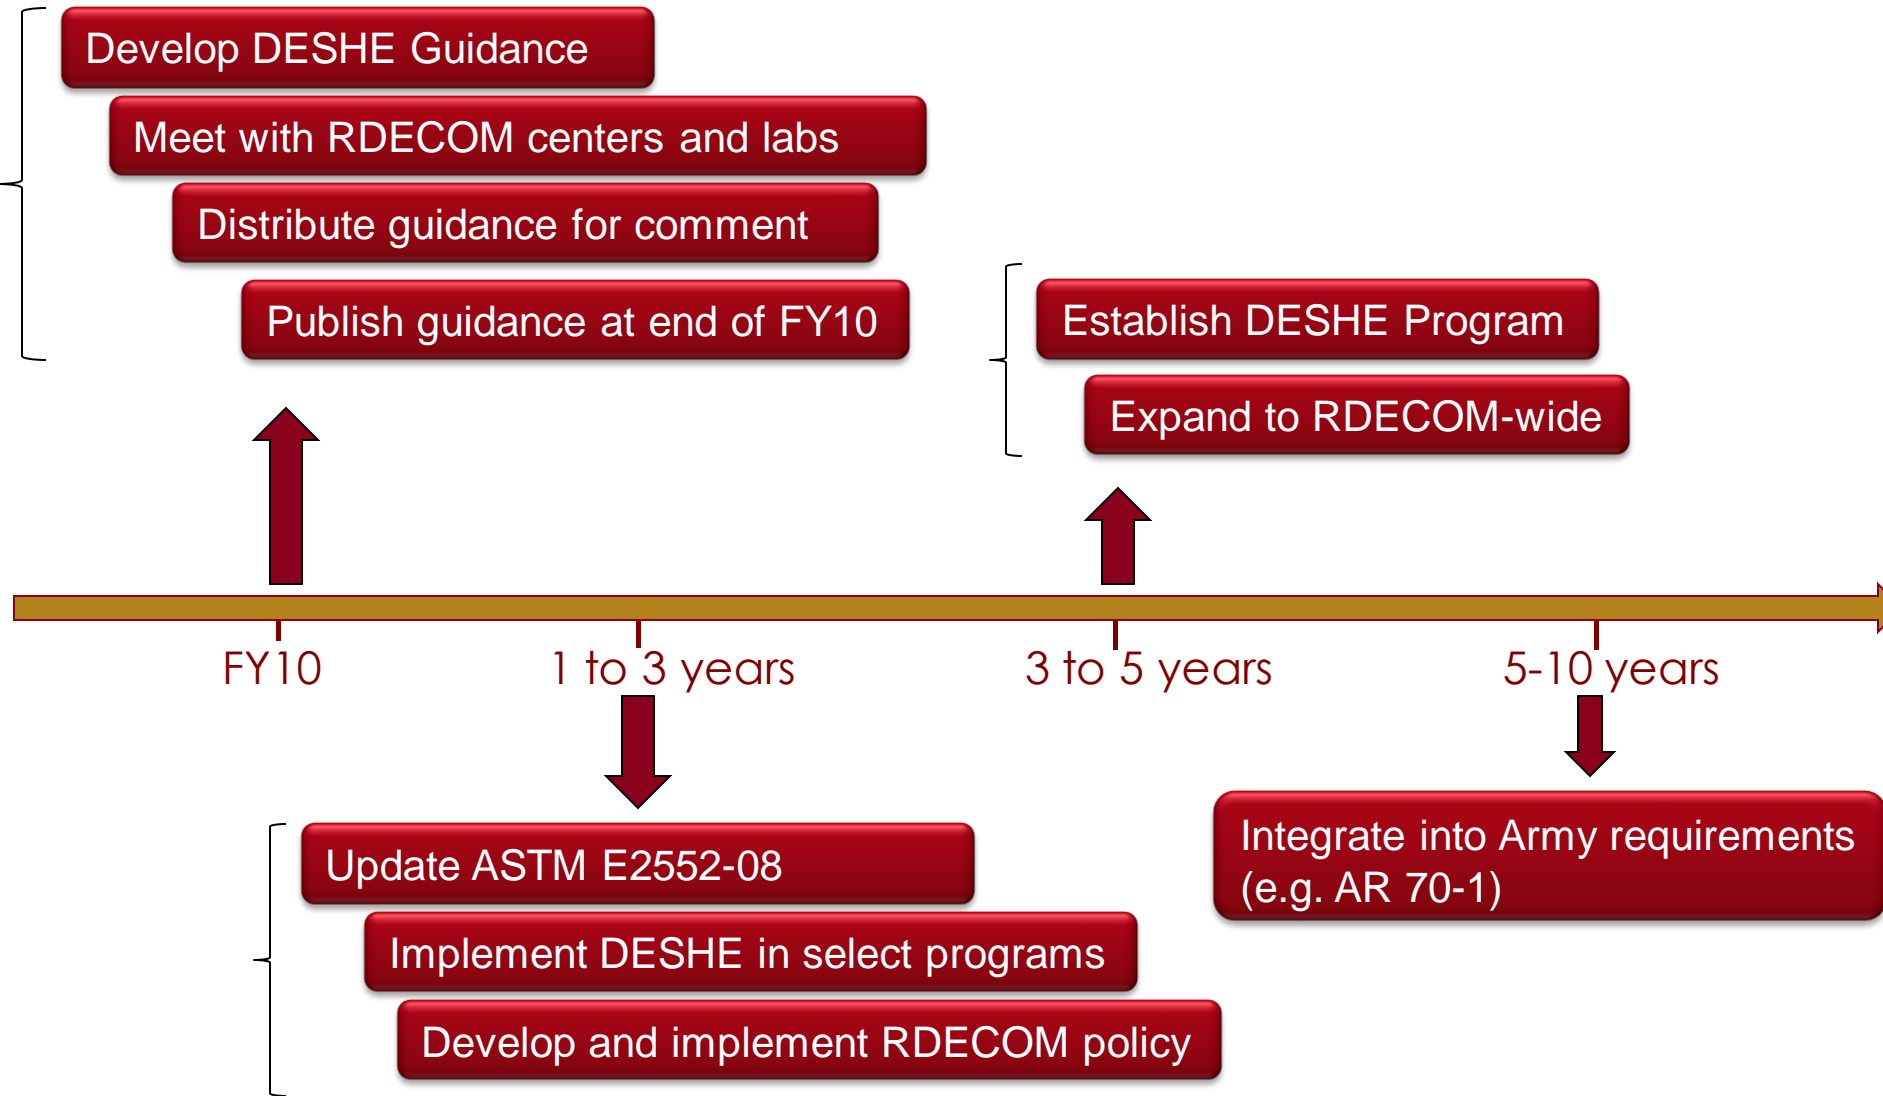 Develop DESHE Guidance
Meet with RDECOM centers and labs
Distribute guidance for comment
Publish guidance at end of FY10
Establish DESHE Program
Expand to RDECOM-wide
FY10
1 to 3 years
3 to 5 years
5-10 years
Update ASTM E2552-08
Implement DESHE in select programs
Develop and implement RDECOM policy
Integrate into Army requirements
(e.g. AR 70-1)